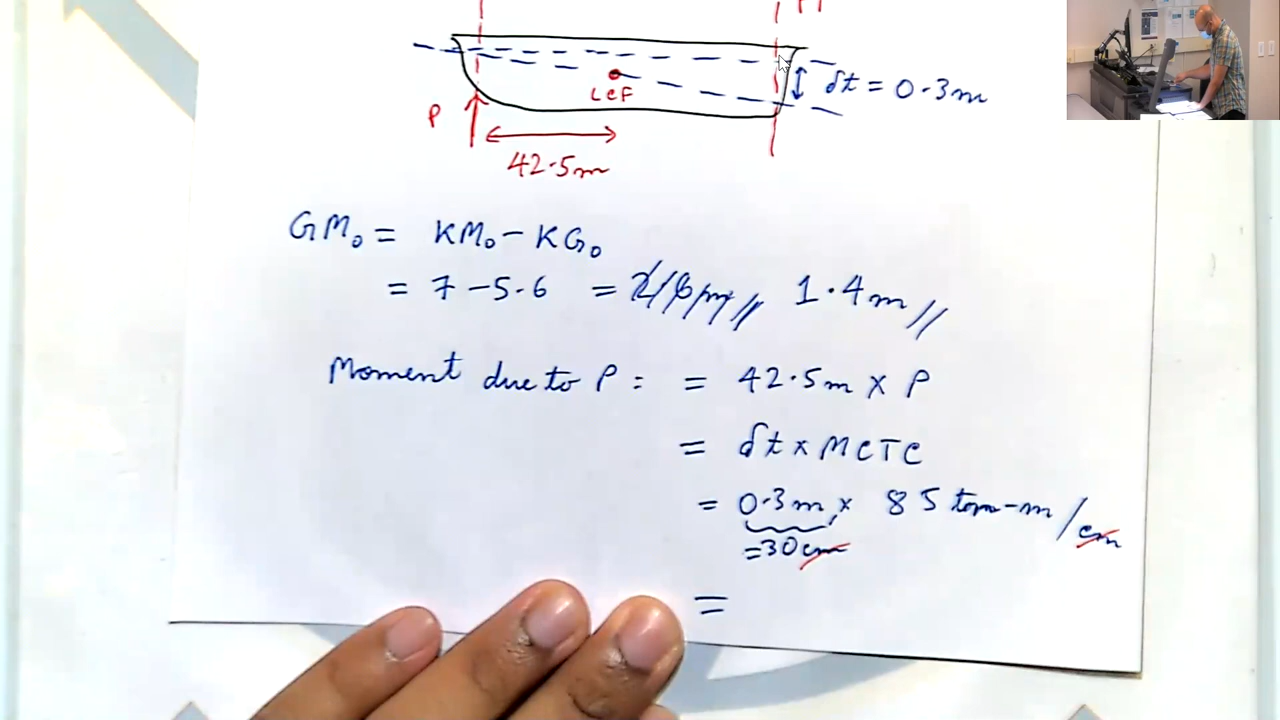 δt = 0.3m
LCF
P
42.5m
GM₀ = KM₀ - KG₀
= 7 - 5.6 = 1.4m //
Moment due to P : = 42.5m × P
= δt × MCTC
= 0.3m × 85 ton-m/cm
= 30cm
=